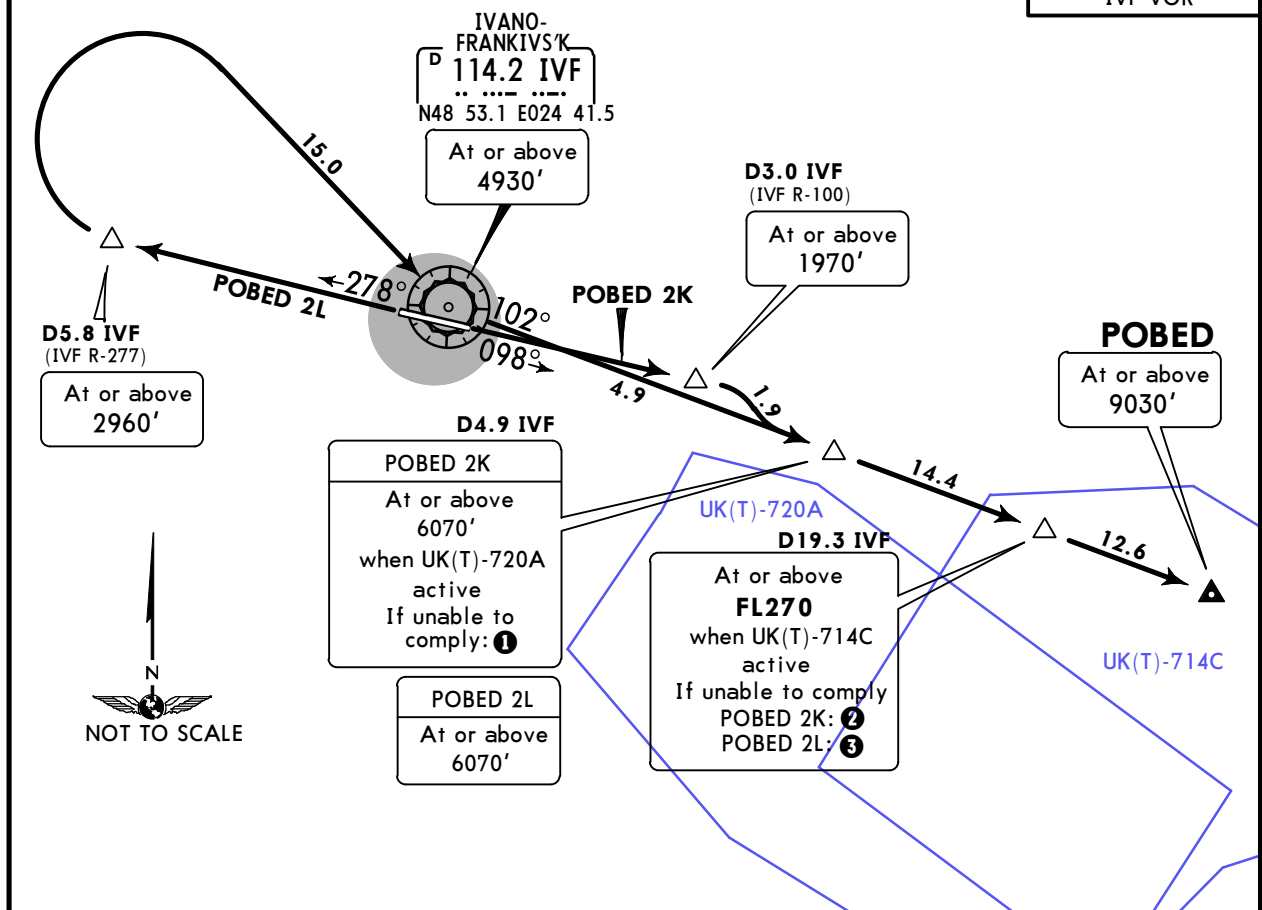 IVF VOR
IVANO-
FRANKIVS'K
D
114.2 IVF
N48 53.1 E024 41.5
At or above
4930'
15.0
D3.0 IVF
(IVF R-100)
At or above
1970'
POBED 2L
278°
102°
098°
POBED 2K
4.9
1.9
D5.8 IVF
(IVF R-277)
At or above
2960'
POBED
At or above
9030'
D4.9 IVF
POBED 2K
At or above
6070'
when UK(T)-720A
active
If unable to
comply: 1
POBED 2L
At or above
6070'
UK(T)-720A
14.4
12.6
D19.3 IVF
At or above
FL270
when UK(T)-714C
active
If unable to comply
POBED 2K: 2
POBED 2L: 3
UK(T)-714C
N
NOT TO SCALE